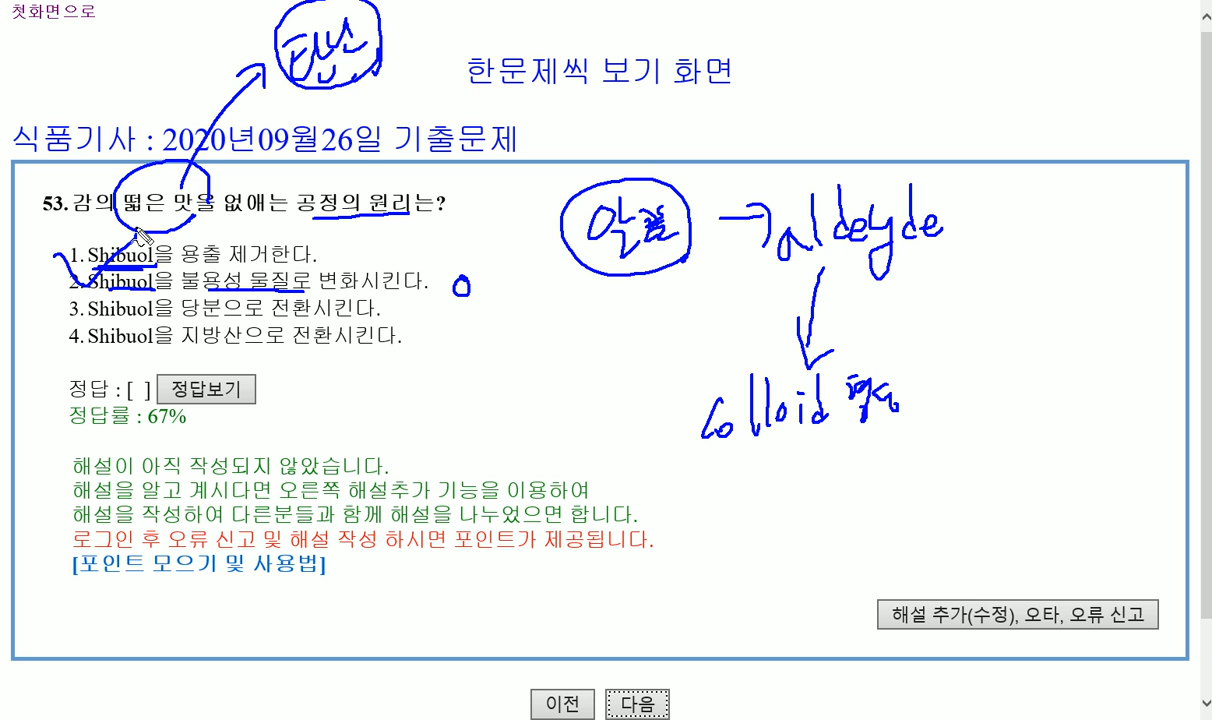 첫화면으로
탄닌
한문제씩 보기 화면
식품기사 : 2020년09월26일 기출문제
53. 감의 떫은 맛을 없애는 공정의 원리는?
1. Shibuol을 용출 제거한다.
2. Shibuol을 불용성 물질로 변화시킨다.
3. Shibuol을 당분으로 전환시킨다.
4. Shibuol을 지방산으로 전환시킨다.
알콜 → aldeyde
colloid 형성
정답 : [ ] 정답보기
정답률 : 67%
해설이 아직 작성되지 않았습니다.
해설을 알고 계시다면 오른쪽 해설추가 기능을 이용하여
해설을 작성하여 다른분들과 함께 해설을 나누었으면 합니다.
로그인 후 오류 신고 및 해설 작성 하시면 포인트가 제공됩니다.
[포인트 모으기 및 사용법]
해설 추가(수정), 오타, 오류 신고
이전 다음